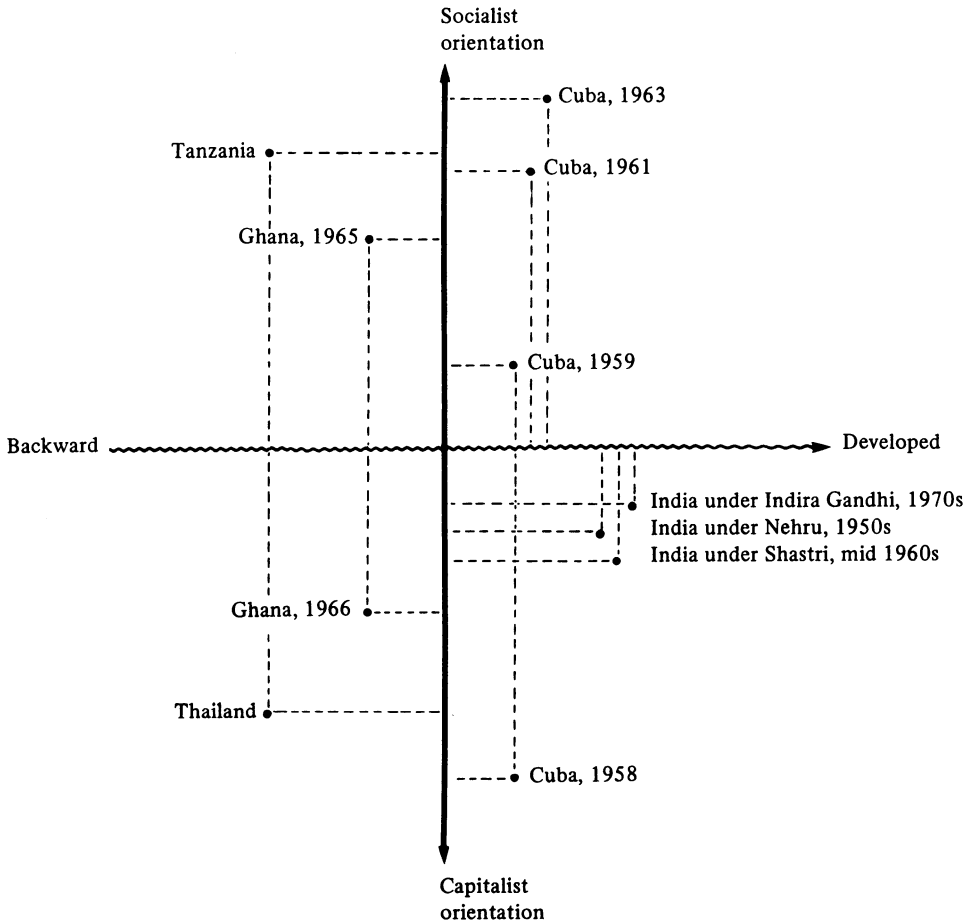 Socialist
orientation
Cuba, 1963
Tanzania
Cuba, 1961
Ghana, 1965
Cuba, 1959
Backward
Developed
India under Indira Gandhi, 1970s
India under Nehru, 1950s
India under Shastri, mid 1960s
Ghana, 1966
Thailand
Cuba, 1958
Capitalist
orientation